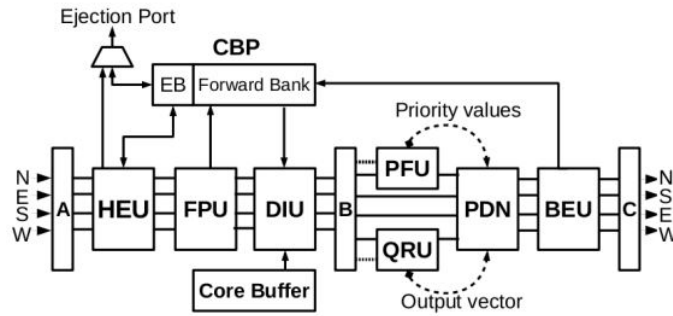 Ejection Port
CBP
EB Forward Bank
Priority values
N E S W
A HEU FPU DIU B PFU QRU PDN BEU C
N S E W
Core Buffer
Output vector